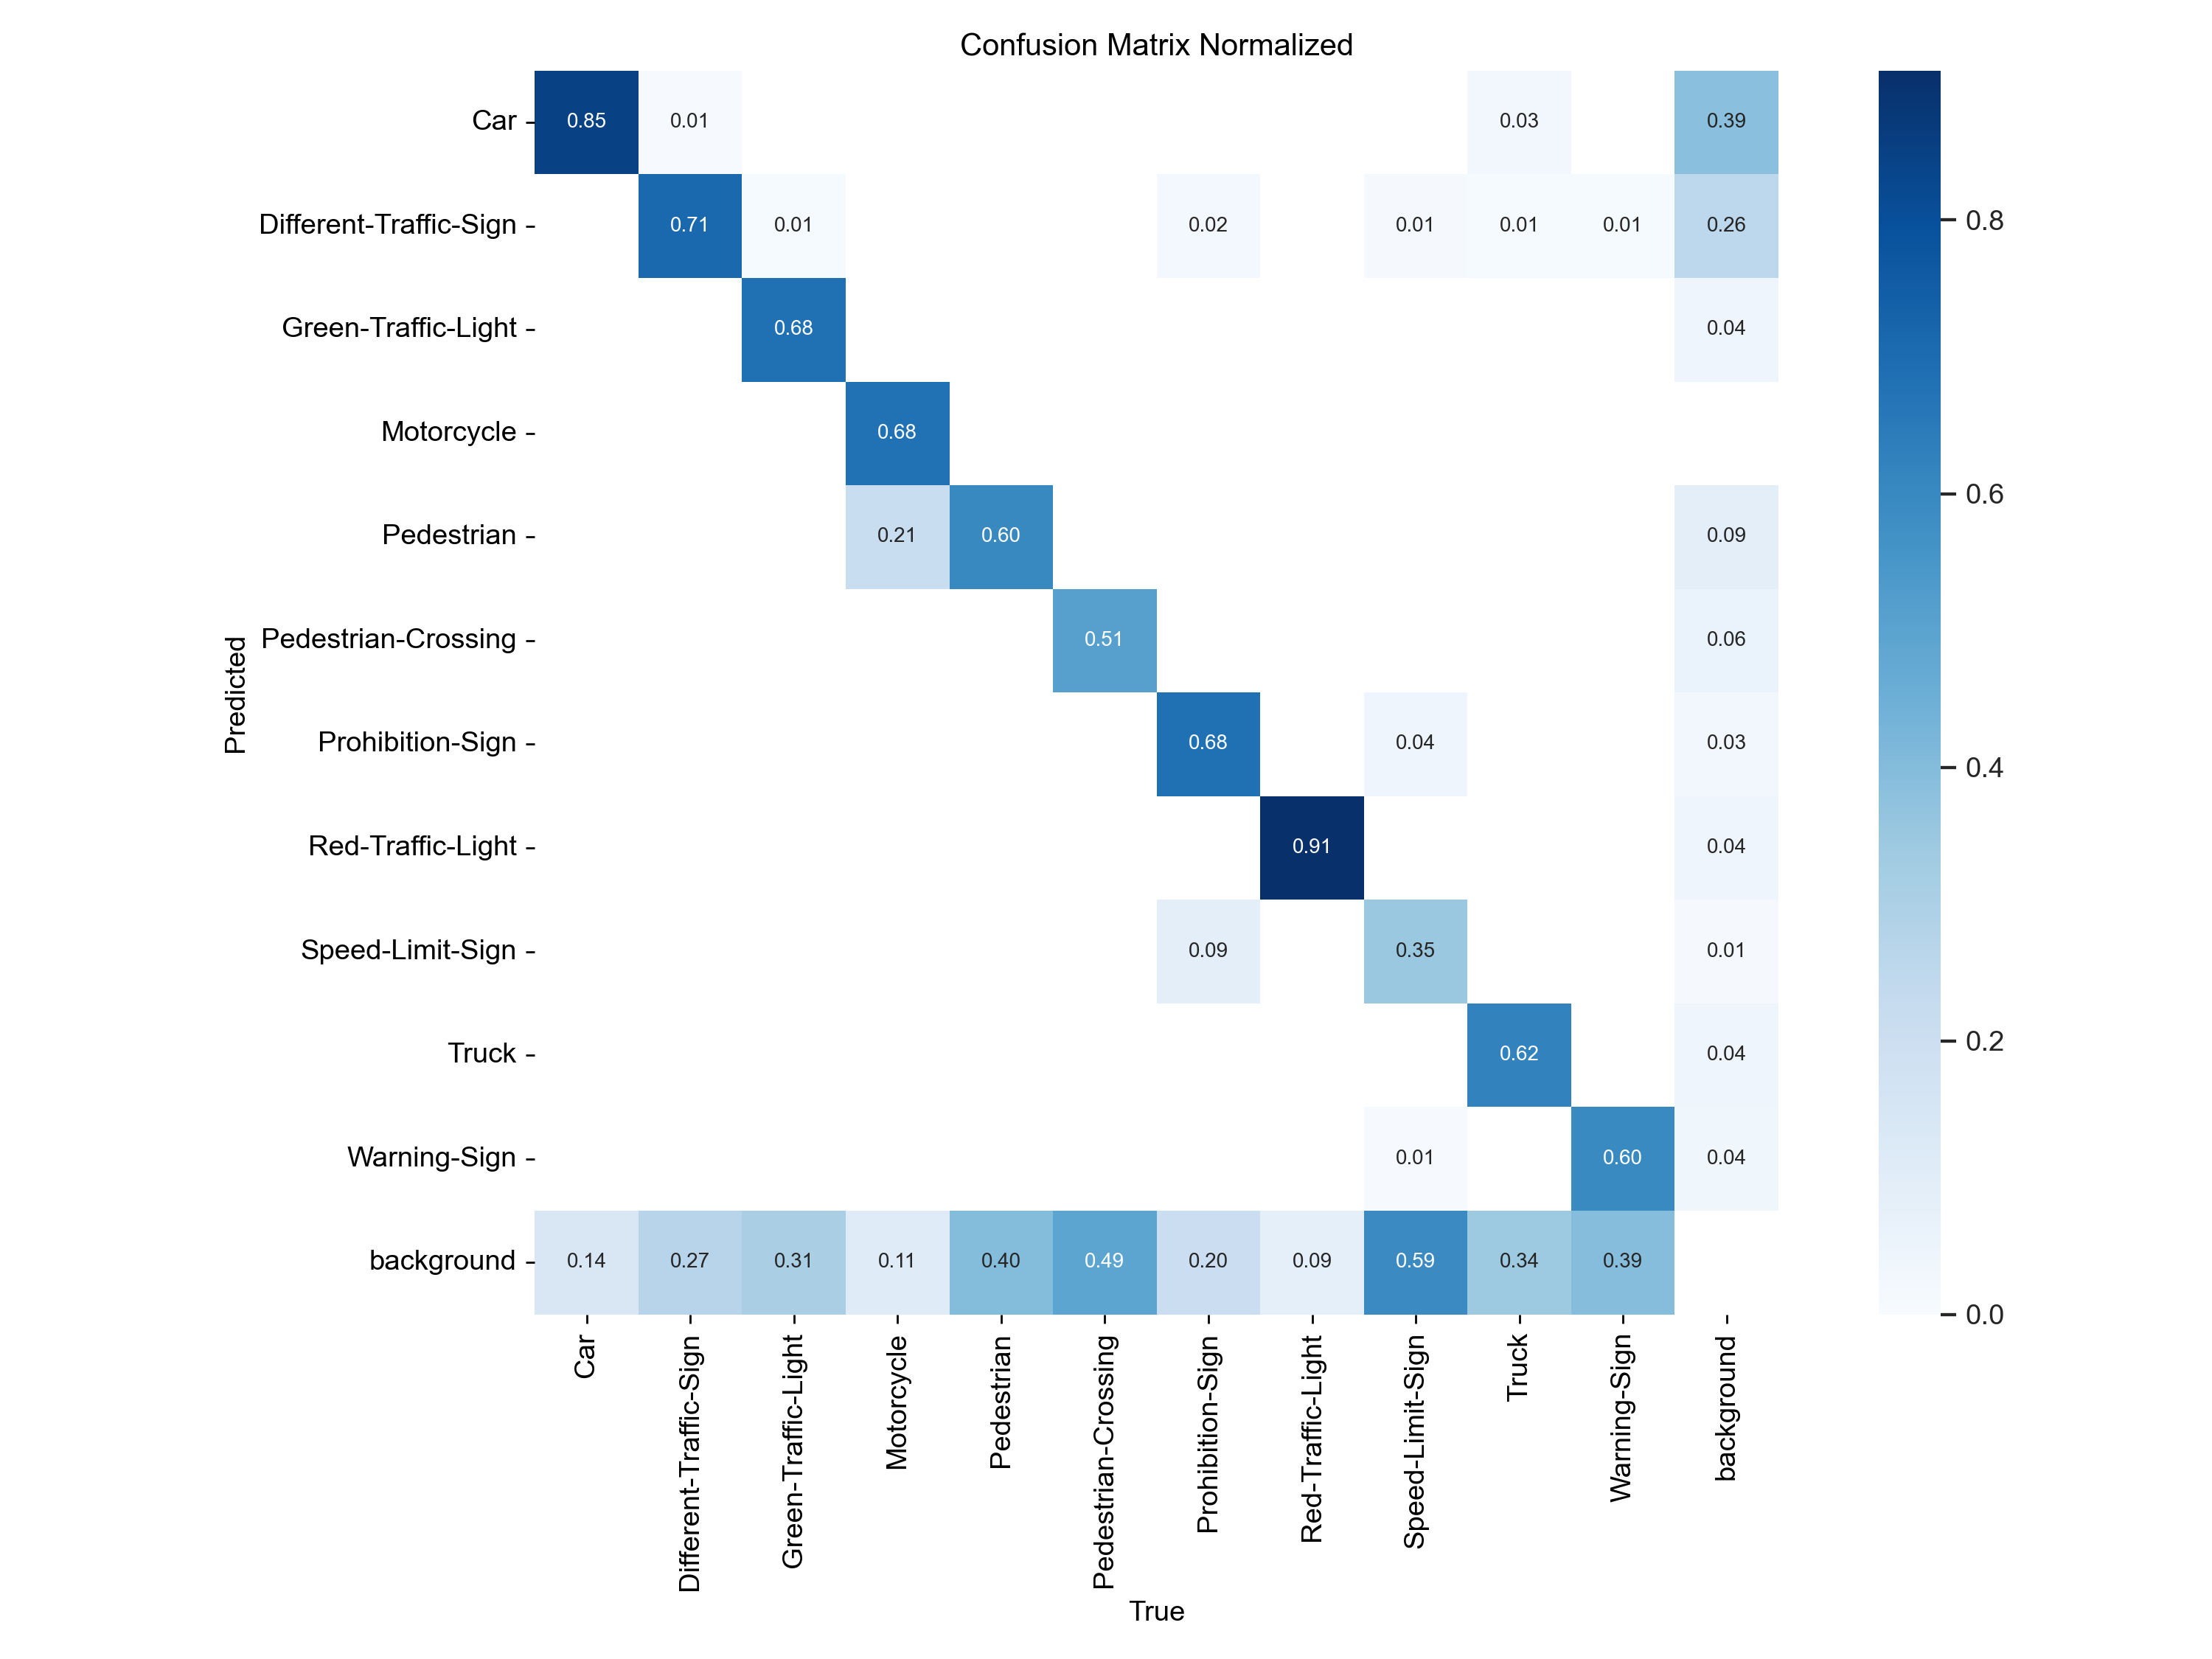 Confusion Matrix Normalized
Car 0.85 0.01 0.03 0.39
Different-Traffic-Sign 0.71 0.01 0.02 0.01 0.01 0.01 0.26
Green-Traffic-Light 0.68 0.04
Motorcycle 0.68
Pedestrian 0.21 0.60 0.09
Pedestrian-Crossing 0.51 0.06
Prohibition-Sign 0.68 0.04 0.03
Red-Traffic-Light 0.91 0.04
Speed-Limit-Sign 0.09 0.35 0.01
Truck 0.62 0.04
Warning-Sign 0.01 0.60 0.04
background 0.14 0.27 0.31 0.11 0.40 0.49 0.20 0.09 0.59 0.34 0.39
Predicted
Car
Different-Traffic-Sign
Green-Traffic-Light
Motorcycle
Pedestrian
Pedestrian-Crossing
Prohibition-Sign
Red-Traffic-Light
Speed-Limit-Sign
Truck
Warning-Sign
background
True
0.8
0.6
0.4
0.2
0.0